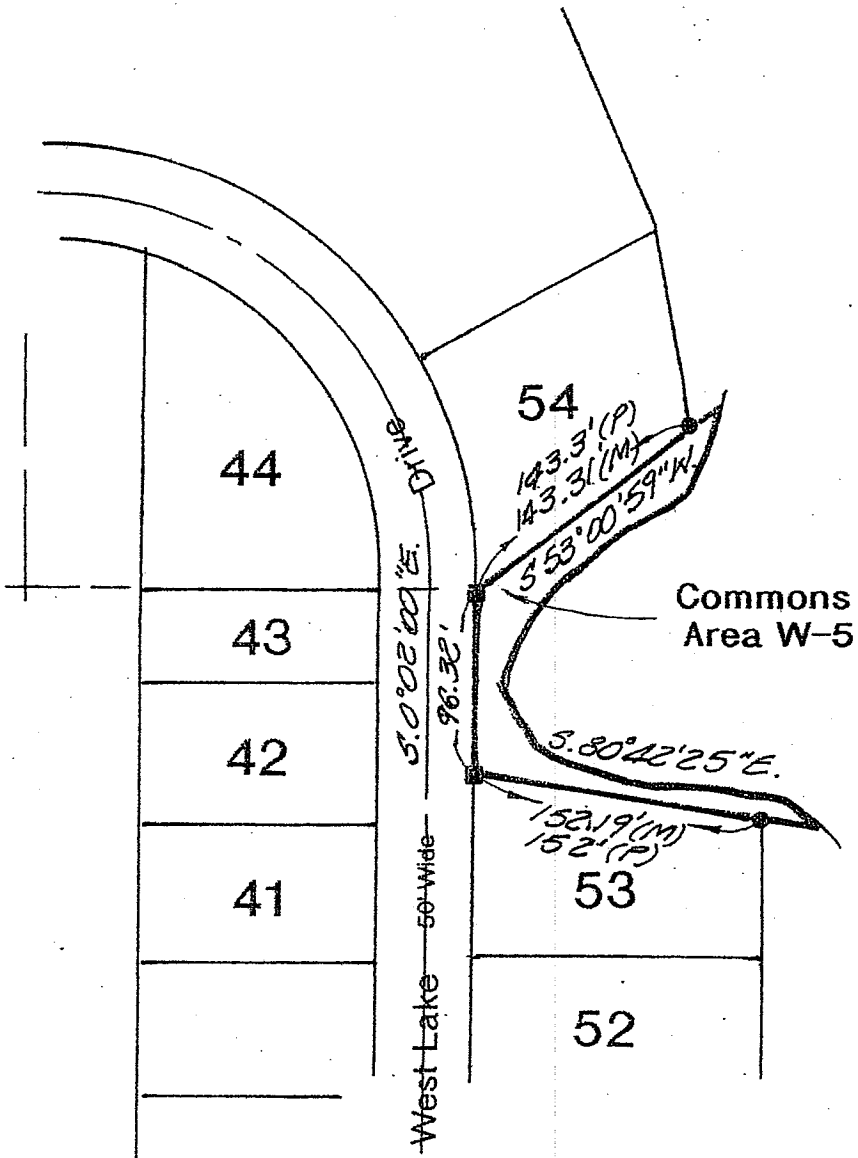 54
143.3'(P)
143.31'(M)
S 53°00'59"W.
44
Drive
Commons
Area W-5
43
S.0°02'00"E.
96.32'
42
S.80°42'25"E.
152.19'(M)
152'(P)
41
53
50' Wide
52
West Lake